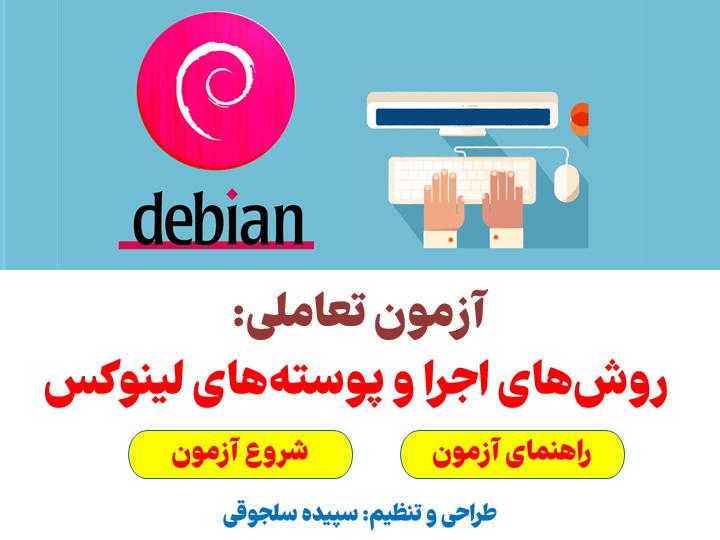 debian
آزمون تعاملی:
روش‌های اجرا و پوسته‌های لینوکس
راهنمای آزمون
شروع آزمون
طراحی و تنظیم: سپیده سلجوقی